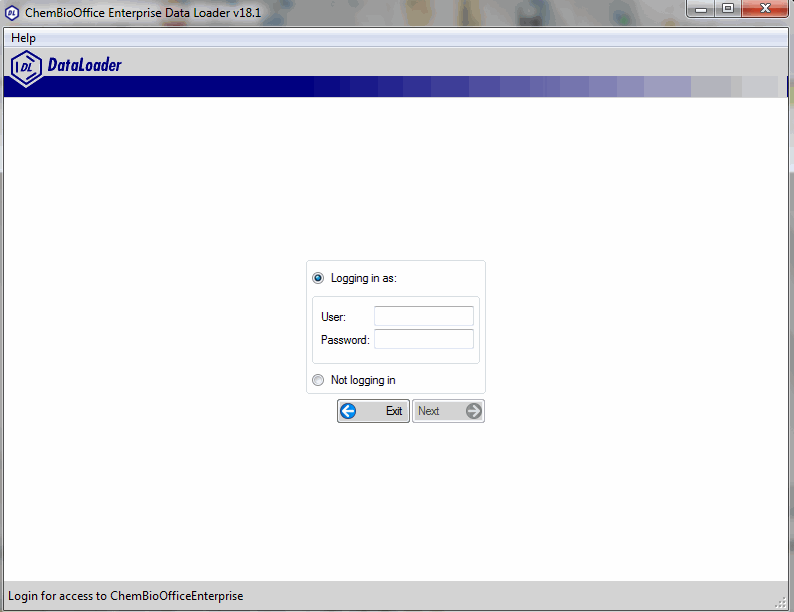 ChemBioOffice Enterprise Data Loader v18.1
Help
DL DataLoader
Logging in as:
User:
Password:
Not logging in
Exit Next
Login for access to ChemBioOfficeEnterprise